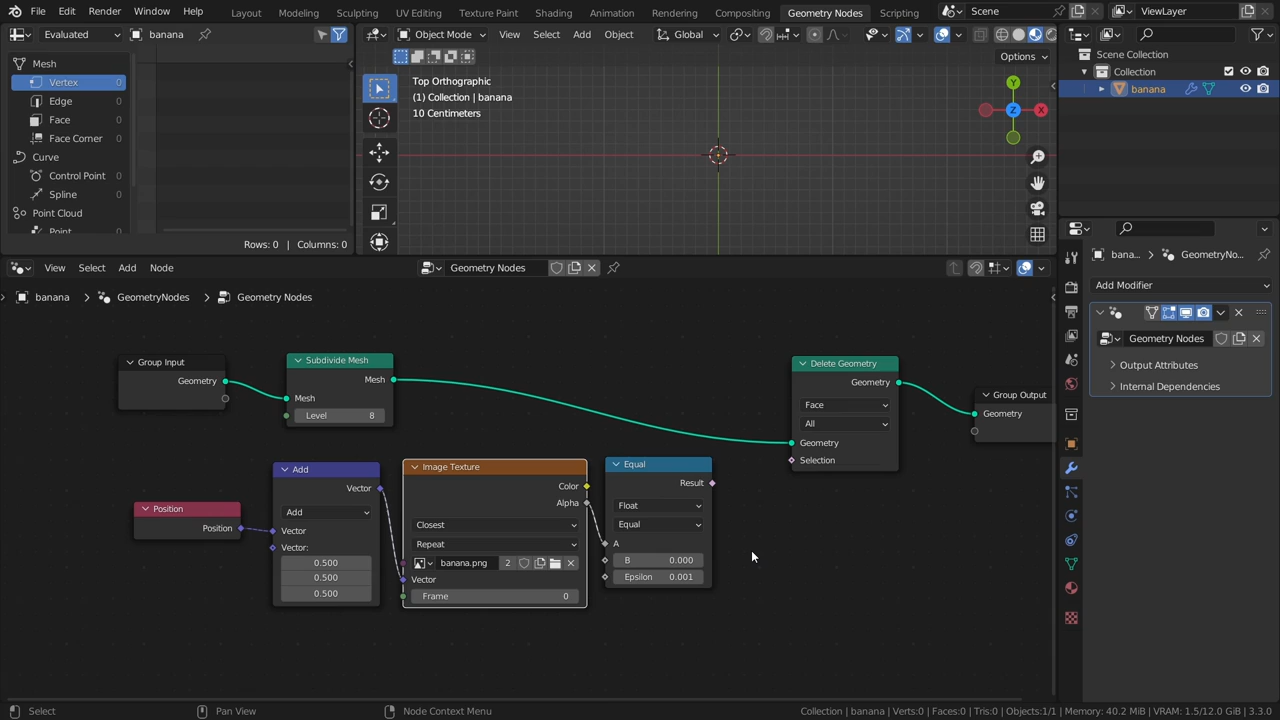 File Edit Render Window Help Layout Modeling Sculpting UV Editing Texture Paint Shading Animation Rendering Compositing Geometry Nodes Scripting Scene ViewLayer
Evaluated banana
Object Mode View Select Add Object Global
Options
Mesh
Vertex 0
Edge 0
Face 0
Face Corner 0
Curve
Control Point 0
Spline 0
Point Cloud
Point 0
Rows: 0 | Columns: 0
Top Orthographic
(1) Collection | banana
10 Centimeters
Y
X
Z
Scene Collection
Collection
banana
View Select Add Node Geometry Nodes
banana > GeometryNodes > Geometry Nodes
Group Input
Geometry
Subdivide Mesh
Mesh
Mesh
Level 8
Position
Position
Add
Vector
Add
Vector
Vector:
0.500
0.500
0.500
Image Texture
Color
Alpha
Closest
Repeat
banana.png 2
Vector
Frame 0
Equal
Result
Float
Equal
A
B 0.000
Epsilon 0.001
Delete Geometry
Geometry
Face
All
Geometry
Selection
Group Output
Geometry
bana... GeometryNo...
Add Modifier
Geometry Nodes
Output Attributes
Internal Dependencies
Select Pan View Node Context Menu Collection | banana | Verts:0 | Faces:0 | Tris:0 | Objects:1/1 | Memory: 40.2 MiB | VRAM: 1.5/12.0 GiB | 3.3.0